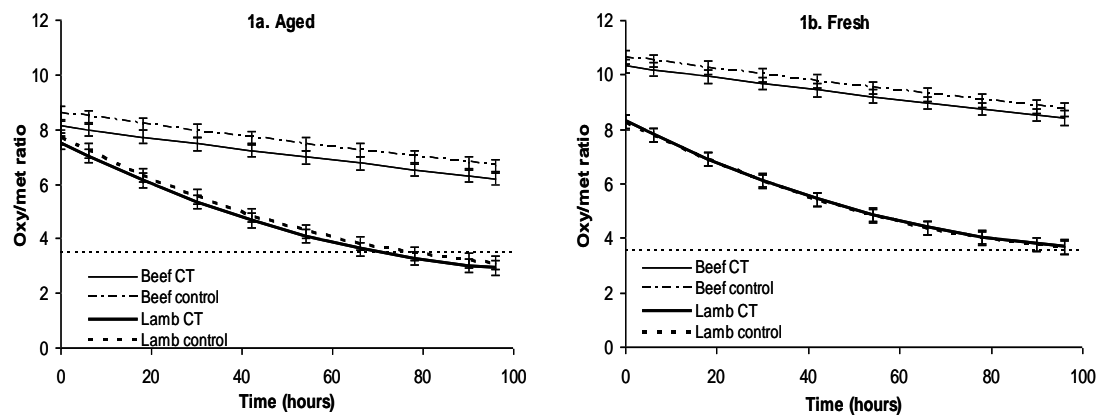 1a. Aged
12
10
8
6
4
2
0
Oxy/met ratio
Beef CT
Beef control
Lamb CT
Lamb control
0 20 40 60 80 100
Time (hours)
1b. Fresh
12
10
8
6
4
2
0
Oxy/met ratio
Beef CT
Beef control
Lamb CT
Lamb control
0 20 40 60 80 100
Time (hours)